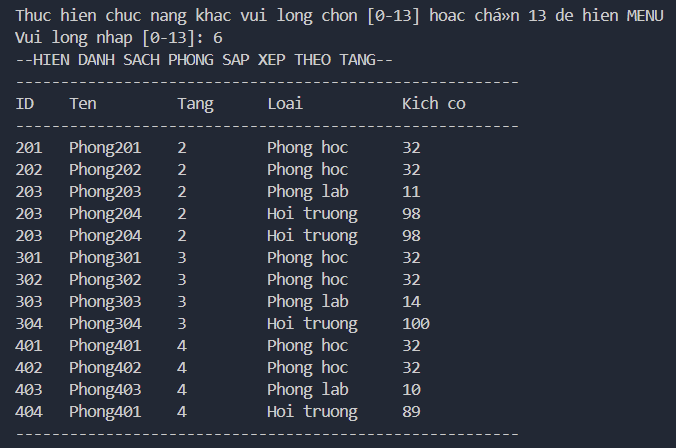 Thuc hien chuc nang khac vui long chon [0-13] hoac chá»n 13 de hien MENU
Vui long nhap [0-13]: 6
--HIEN DANH SACH PHONG SAP XEP THEO TANG--
--------------------------------------------------------
ID Ten Tang Loai Kich co
--------------------------------------------------------
201 Phong201 2 Phong hoc 32
202 Phong202 2 Phong hoc 32
203 Phong203 2 Phong lab 11
203 Phong204 2 Hoi truong 98
203 Phong204 2 Hoi truong 98
301 Phong301 3 Phong hoc 32
302 Phong302 3 Phong hoc 32
303 Phong303 3 Phong lab 14
304 Phong304 3 Hoi truong 100
401 Phong401 4 Phong hoc 32
402 Phong402 4 Phong hoc 32
403 Phong403 4 Phong lab 10
404 Phong401 4 Hoi truong 89
--------------------------------------------------------